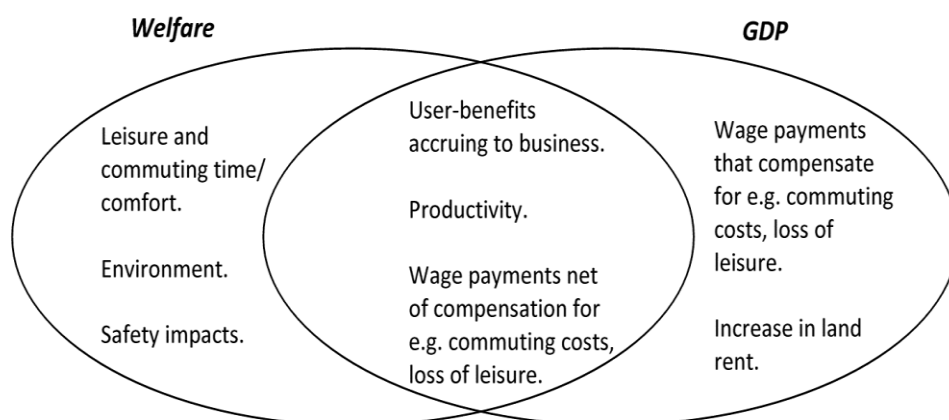 Welfare
GDP
Leisure and
commuting time/
comfort.
Environment.
Safety impacts.
User-benefits
accruing to business.
Productivity.
Wage payments net
of compensation for
e.g. commuting costs,
loss of leisure.
Wage payments
that compensate
for e.g. commuting
costs, loss of
leisure.
Increase in land
rent.